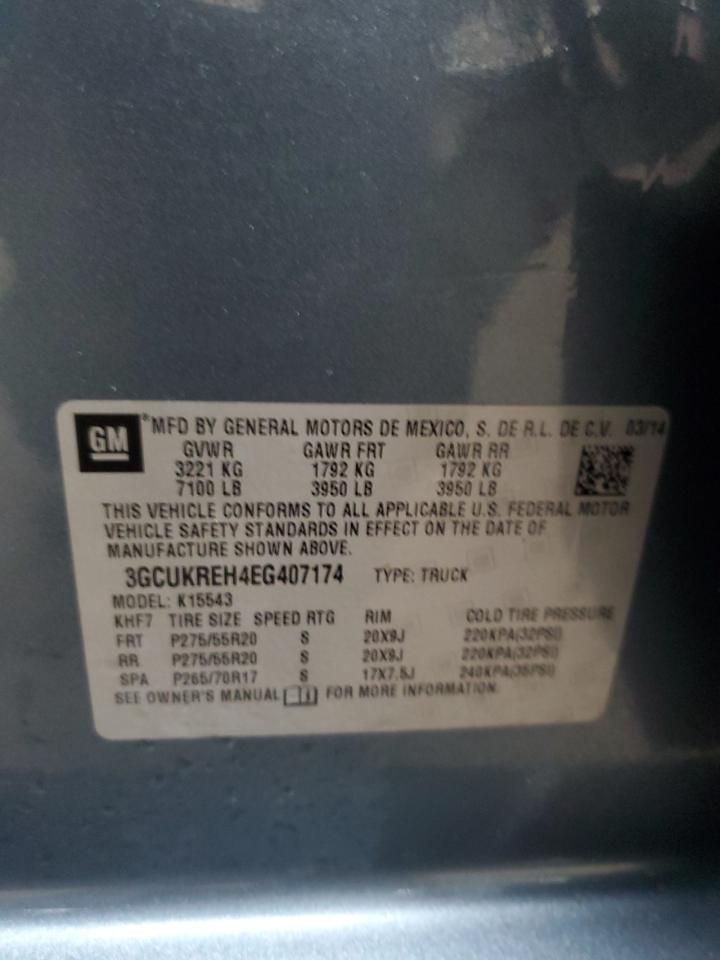 GM ®MFD BY GENERAL MOTORS DE MEXICO, S. DE R.L. DE C.V. 03/14
GVWR GAWR FRT GAWR RR
3221 KG 1792 KG 1792 KG
7100 LB 3950 LB 3950 LB
THIS VEHICLE CONFORMS TO ALL APPLICABLE U.S. FEDERAL MOTOR
VEHICLE SAFETY STANDARDS IN EFFECT ON THE DATE OF
MANUFACTURE SHOWN ABOVE.
3GCUKREH4EG407174 TYPE: TRUCK
MODEL: K15543
KHF7 TIRE SIZE SPEED RTG RIM COLD TIRE PRESSURE
FRT P275/55R20 S 20X9J 220KPA(32PSI)
RR P275/55R20 S 20X9J 220KPA(32PSI)
SPA P265/70R17 S 17X7.5J 240KPA(35PSI)
SEE OWNER'S MANUAL FOR MORE INFORMATION.